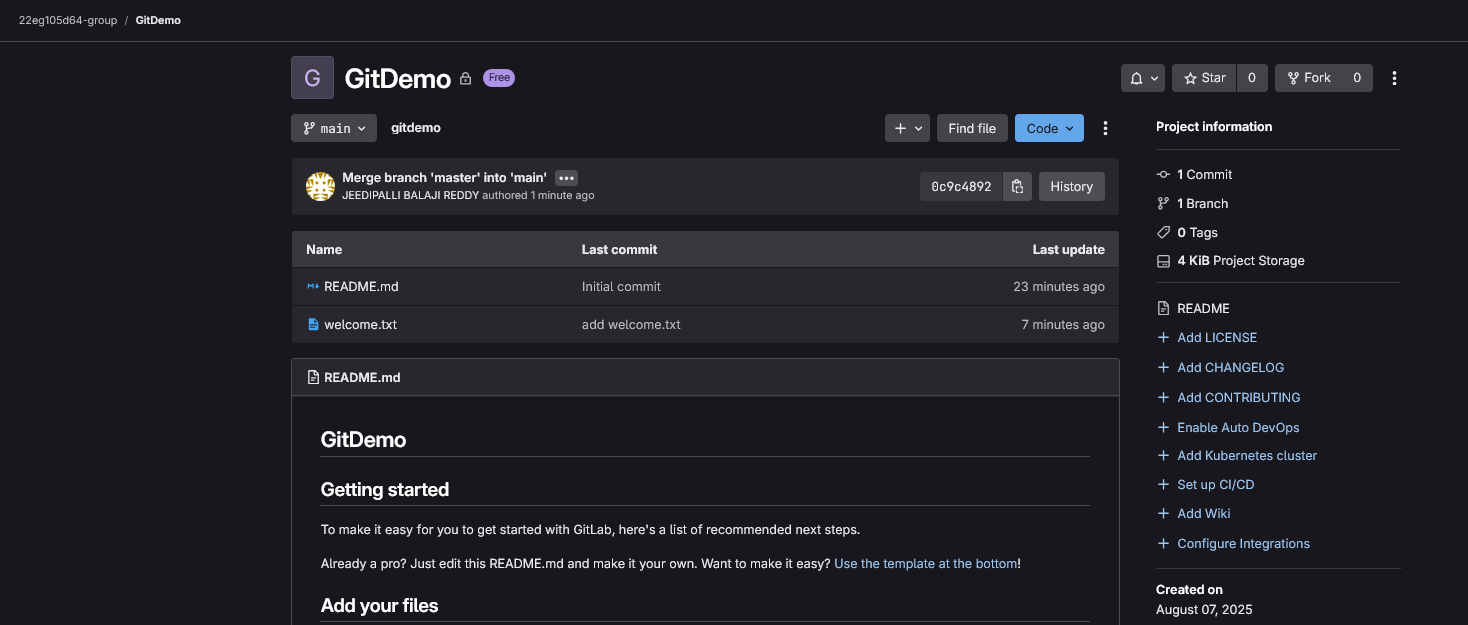 22eg105d64-group / GitDemo
G GitDemo Free
Star 0 Fork 0
main gitdemo Find file Code
Merge branch 'master' into 'main'
JEEDIPALLI BALAJI REDDY authored 1 minute ago
0c9c4892 History
Name Last commit Last update
README.md Initial commit 23 minutes ago
welcome.txt add welcome.txt 7 minutes ago
README.md
GitDemo
Getting started
To make it easy for you to get started with GitLab, here's a list of recommended next steps.
Already a pro? Just edit this README.md and make it your own. Want to make it easy? Use the template at the bottom!
Add your files
Project information
1 Commit
1 Branch
0 Tags
4 KiB Project Storage
README
Add LICENSE
Add CHANGELOG
Add CONTRIBUTING
Enable Auto DevOps
Add Kubernetes cluster
Set up CI/CD
Add Wiki
Configure Integrations
Created on
August 07, 2025